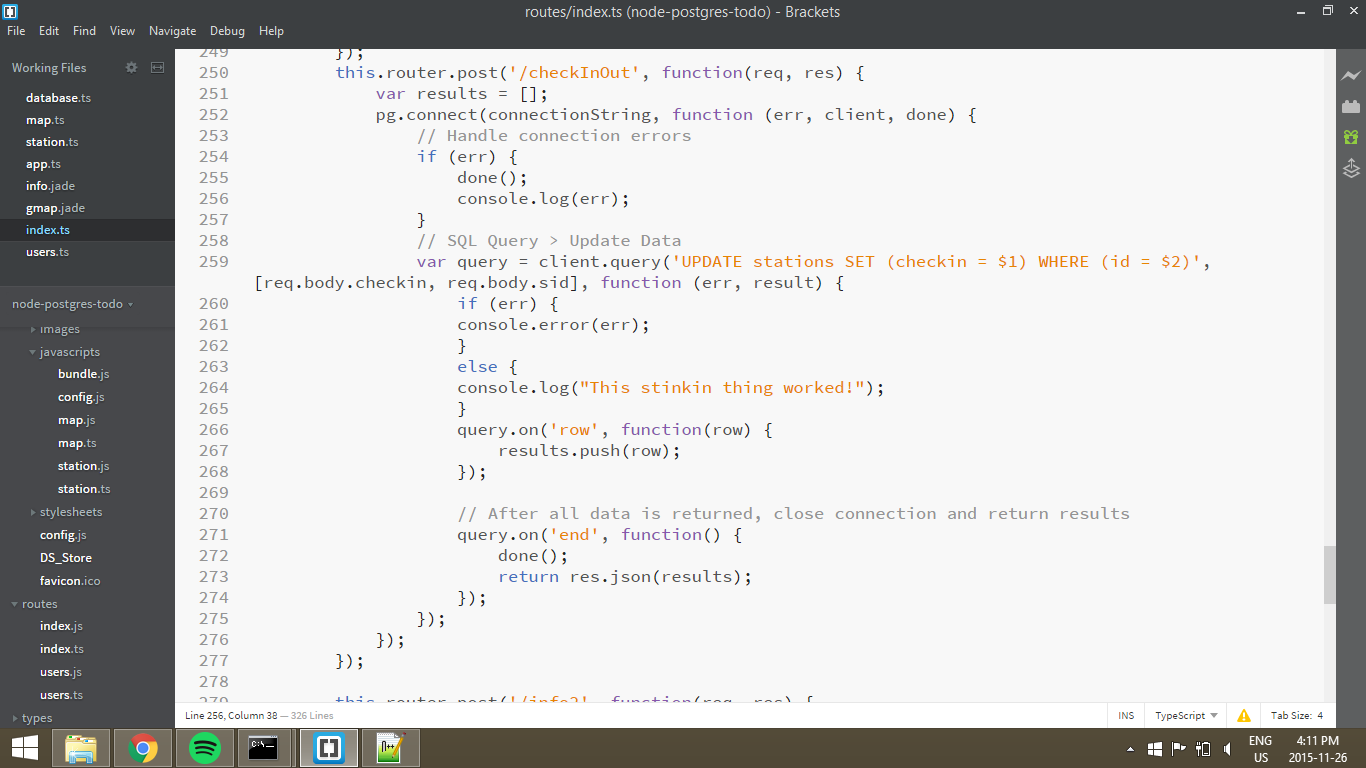 routes/index.ts (node-postgres-todo) - Brackets
File Edit Find View Navigate Debug Help
Working Files
database.ts
map.ts
station.ts
app.ts
info.jade
gmap.jade
index.ts
users.ts
node-postgres-todo
images
javascripts
bundle.js
config.js
map.js
map.ts
station.js
station.ts
stylesheets
config.js
DS_Store
favicon.ico
routes
index.js
index.ts
users.js
users.ts
types
249 });
250 this.router.post('/checkInOut', function(req, res) {
251 var results = [];
252 pg.connect(connectionString, function (err, client, done) {
253 // Handle connection errors
254 if (err) {
255 done();
256 console.log(err);
257 }
258 // SQL Query > Update Data
259 var query = client.query('UPDATE stations SET (checkin = $1) WHERE (id = $2)',
[req.body.checkin, req.body.sid], function (err, result) {
260 if (err) {
261 console.error(err);
262 }
263 else {
264 console.log("This stinkin thing worked!");
265 }
266 query.on('row', function(row) {
267 results.push(row);
268 });
269
270 // After all data is returned, close connection and return results
271 query.on('end', function() {
272 done();
273 return res.json(results);
274 });
275 });
276 });
277 });
278
279 this.router.post('/info2', function(req, res) {
Line 256, Column 38 — 326 Lines
INS TypeScript Tab Size: 4
C:\_
n++
ENG
US
4:11 PM
2015-11-26